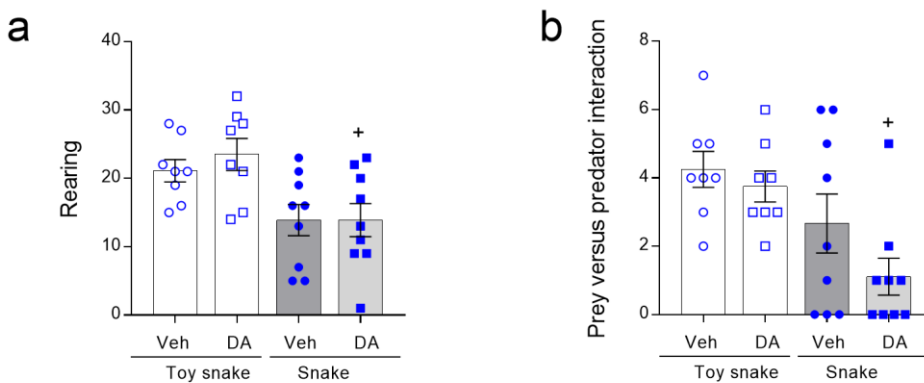 a
Rearing
40
30
20
10
0
+
Veh DA Veh DA
Toy snake Snake
b
Prey versus predator interaction
8
6
4
2
0
+
Veh DA Veh DA
Toy snake Snake